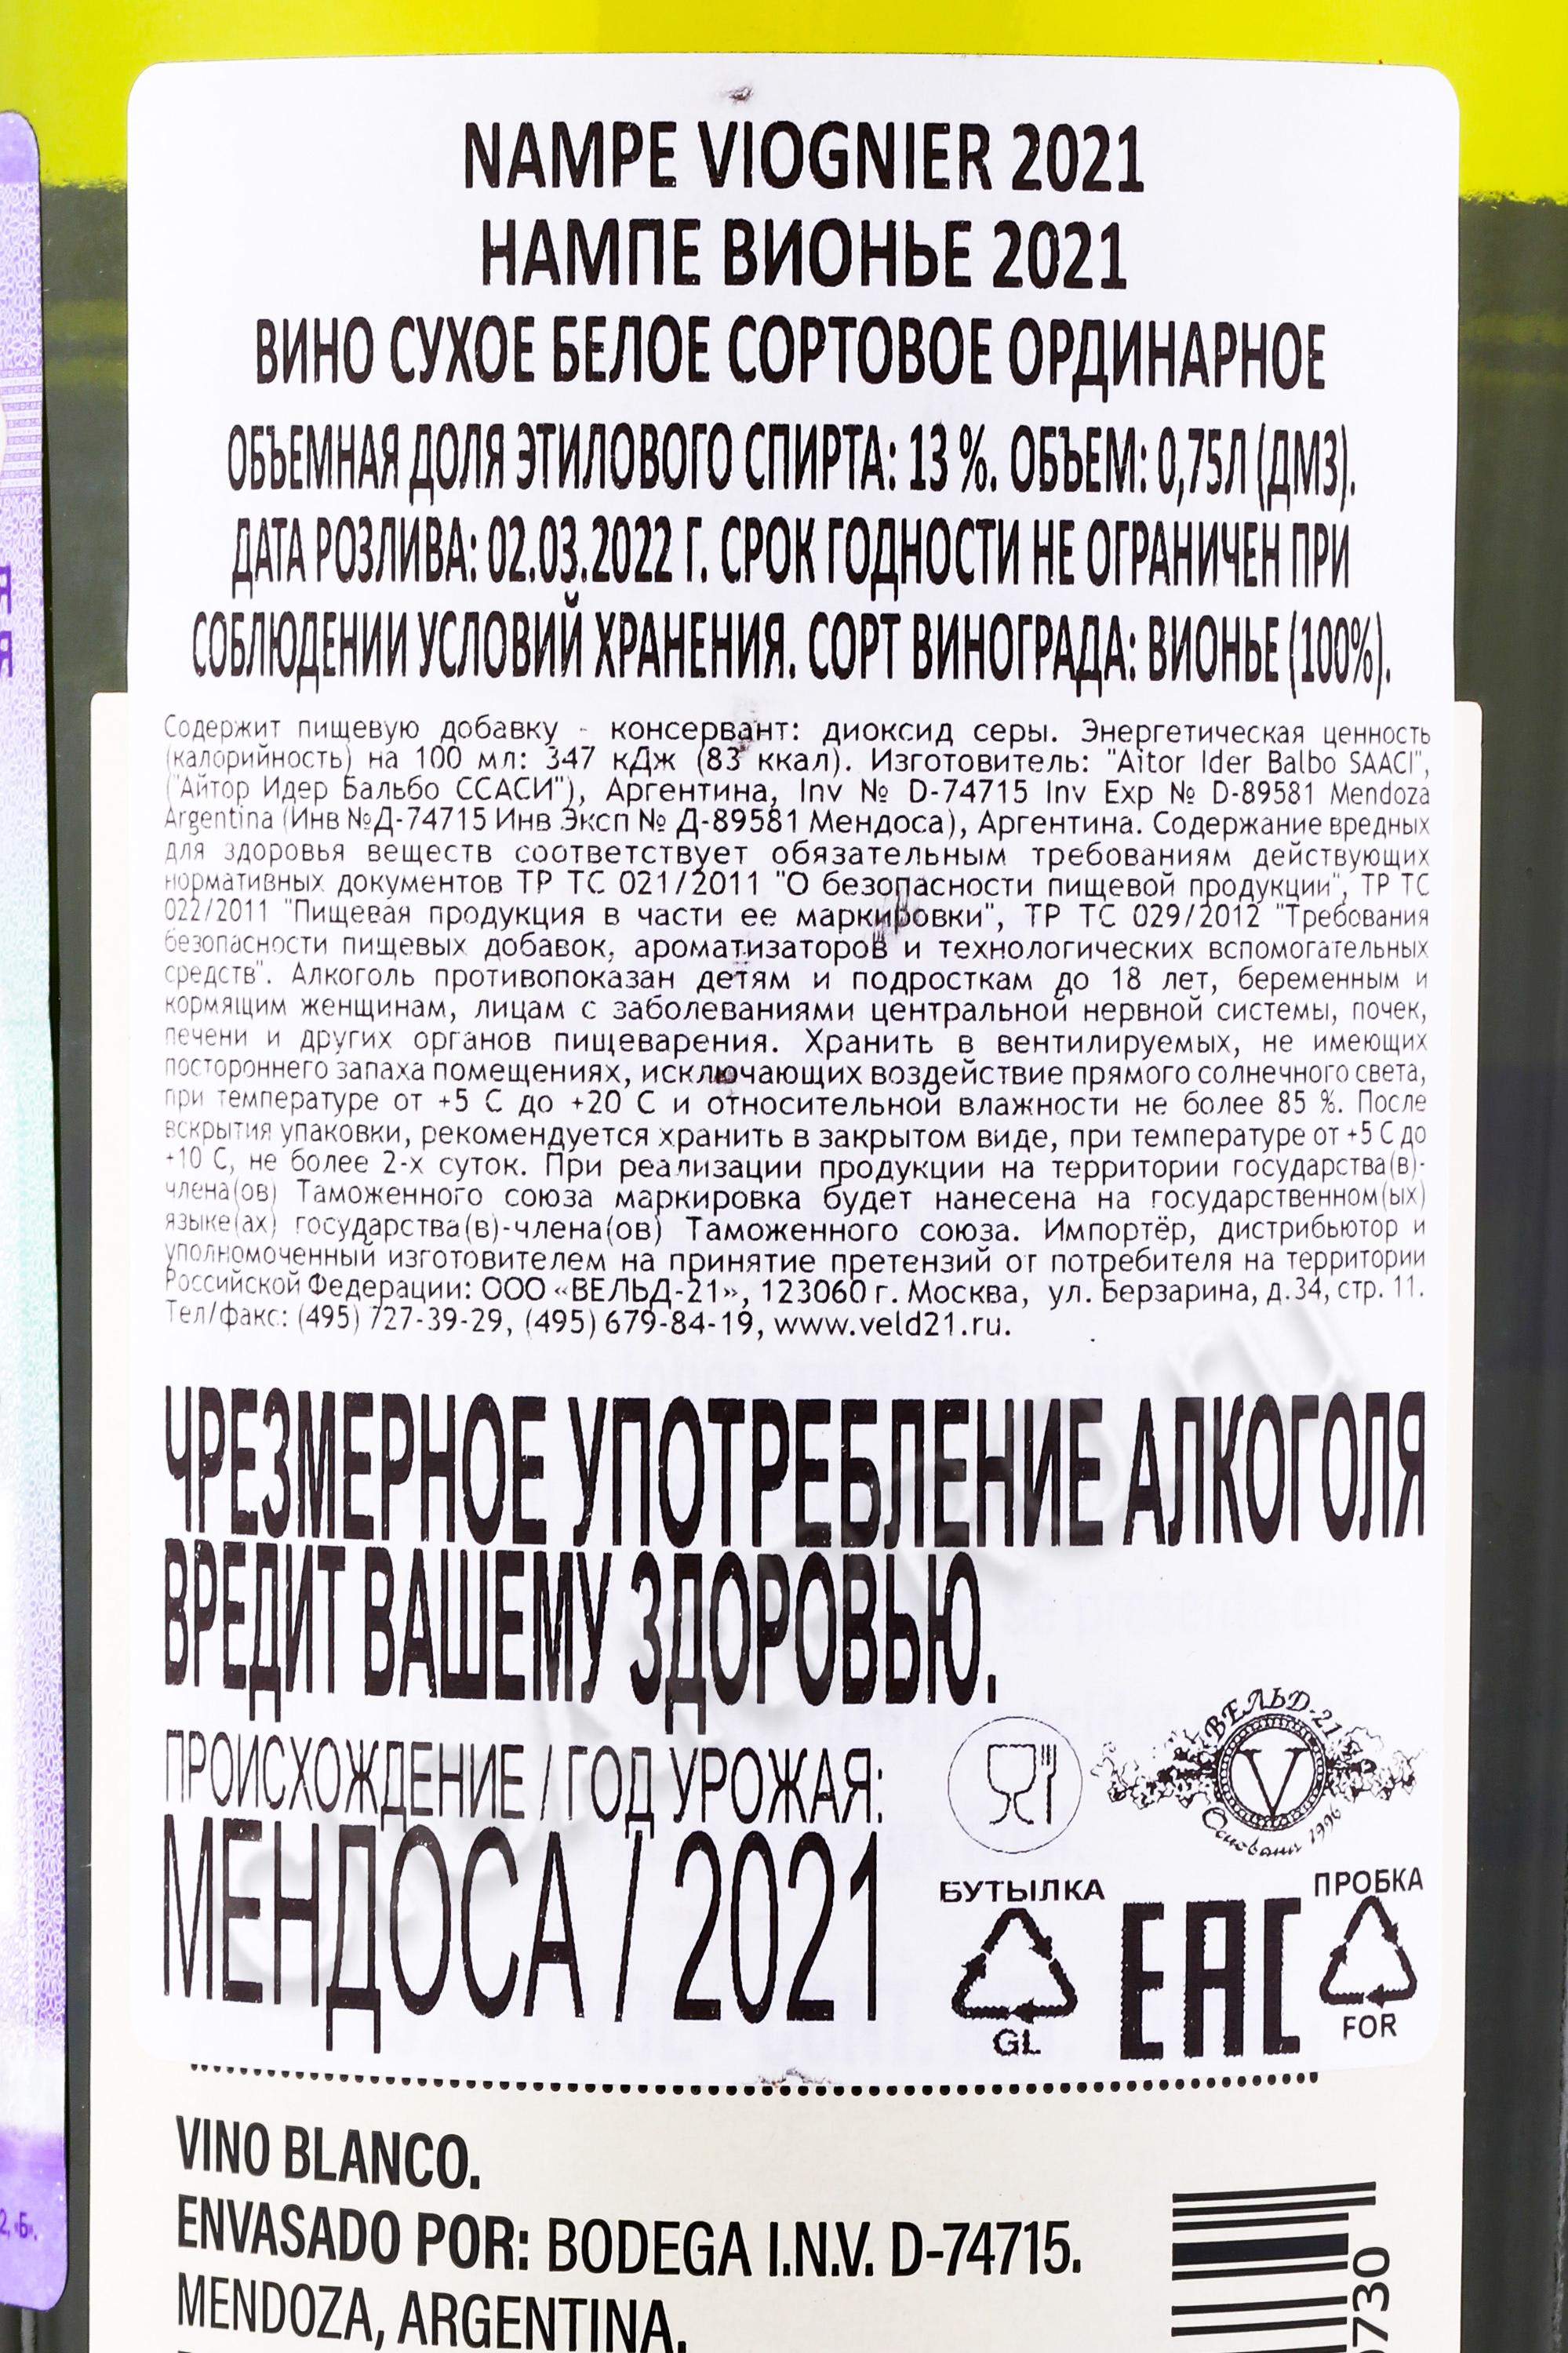 NAMPE VIOGNIER 2021
НАМПЕ ВИОНЬЕ 2021
ВИНО СУХОЕ БЕЛОЕ СОРТОВОЕ ОРДИНАРНОЕ
ОБЪЕМНАЯ ДОЛЯ ЭТИЛОВОГО СПИРТА: 13 %. ОБЪЕМ: 0,75Л (ДМ3).
ДАТА РОЗЛИВА: 02.03.2022 Г. СРОК ГОДНОСТИ НЕ ОГРАНИЧЕН ПРИ
СОБЛЮДЕНИИ УСЛОВИЙ ХРАНЕНИЯ. СОРТ ВИНОГРАДА: ВИОНЬЕ (100%).
Содержит пищевую добавку - консервант: диоксид серы. Энергетическая ценность
(калорийность) на 100 мл: 347 кДж (83 ккал). Изготовитель: "Aitor Ider Balbo SAACI",
("Айтор Идер Бальбо ССАСИ"), Аргентина, Inv № D-74715 Inv Exp № D-89581 Mendoza
Argentina (Инв №Д-74715 Инв Эксп № Д-89581 Мендоса), Аргентина. Содержание вредных
для здоровья веществ соответствует обязательным требованиям действующих
нормативных документов ТР ТС 021/2011 "О безопасности пищевой продукции", ТР ТС
022/2011 "Пищевая продукция в части ее маркировки", ТР ТС 029/2012 "Требования
безопасности пищевых добавок, ароматизаторов и технологических вспомогательных
средств". Алкоголь противопоказан детям и подросткам до 18 лет, беременным и
кормящим женщинам, лицам с заболеваниями центральной нервной системы, почек,
печени и других органов пищеварения. Хранить в вентилируемых, не имеющих
постороннего запаха помещениях, исключающих воздействие прямого солнечного света,
при температуре от +5 С до +20 С и относительной влажности не более 85 %. После
вскрытия упаковки, рекомендуется хранить в закрытом виде, при температуре от +5 С до
+10 С, не более 2-х суток. При реализации продукции на территории государства(в)-
члена(ов) Таможенного союза маркировка будет нанесена на государственном(ых)
языке(ах) государства(в)-члена(ов) Таможенного союза. Импортёр, дистрибьютор и
уполномоченный изготовителем на принятие претензий от потребителя на территории
Российской Федерации: ООО «ВЕЛЬД-21», 123060 г. Москва, ул. Берзарина, д.34, стр. 11.
Тел/факс: (495) 727-39-29, (495) 679-84-19, www.veld21.ru.
ЧРЕЗМЕРНОЕ УПОТРЕБЛЕНИЕ АЛКОГОЛЯ
ВРЕДИТ ВАШЕМУ ЗДОРОВЬЮ.
ПРОИСХОЖДЕНИЕ / ГОД УРОЖАЯ:
МЕНДОСА / 2021
ВЕЛЬД-21
V
Основана 1996
БУТЫЛКА
GL
EAC
ПРОБКА
FOR
VINO BLANCO.
ENVASADO POR: BODEGA I.N.V. D-74715.
MENDOZA, ARGENTINA.
730